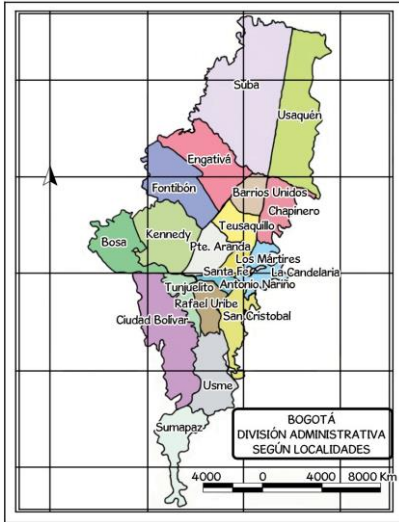 Suba
Usaquén
Engativá
Fontibón
Barrios Unidos
Chapinero
Teusaquillo
Kennedy
Bosa
Pte. Aranda
Los Mártires
Santa Fe
La Candelaria
Antonio Nariño
Tunjuelito
Rafael Uribe
San Cristobal
Ciudad Bolívar
Usme
Sumapaz
BOGOTÁ
DIVISIÓN ADMINISTRATIVA
SEGÚN LOCALIDADES
4000 0 4000 8000 Km